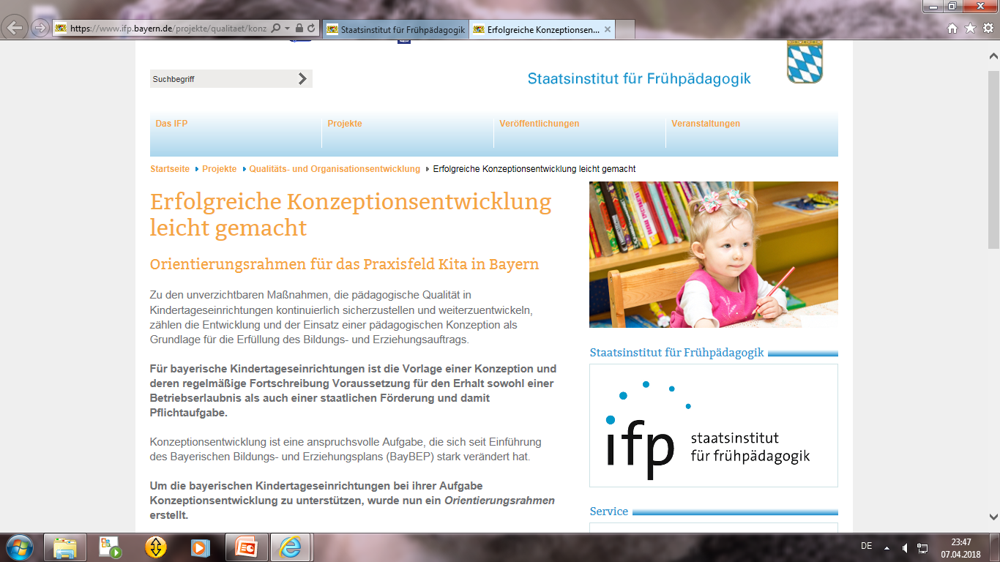 https://www.ifp.bayern.de/projekte/qualitaet/konz
Staatsinstitut für Frühpädagogik
Erfolgreiche Konzeptionsen...
Suchbegriff
Staatsinstitut für Frühpädagogik
Das IFP
Projekte
Veröffentlichungen
Veranstaltungen
Startseite Projekte Qualitäts- und Organisationsentwicklung Erfolgreiche Konzeptionsentwicklung leicht gemacht
Erfolgreiche Konzeptionsentwicklung
leicht gemacht
Orientierungsrahmen für das Praxisfeld Kita in Bayern
Zu den unverzichtbaren Maßnahmen, die pädagogische Qualität in
Kindertageseinrichtungen kontinuierlich sicherzustellen und weiterzuentwickeln,
zählen die Entwicklung und der Einsatz einer pädagogischen Konzeption als
Grundlage für die Erfüllung des Bildungs- und Erziehungsauftrags.
Für bayerische Kindertageseinrichtungen ist die Vorlage einer Konzeption und
deren regelmäßige Fortschreibung Voraussetzung für den Erhalt sowohl einer
Betriebserlaubnis als auch einer staatlichen Förderung und damit
Pflichtaufgabe.
Konzeptionsentwicklung ist eine anspruchsvolle Aufgabe, die sich seit Einführung
des Bayerischen Bildungs- und Erziehungsplans (BayBEP) stark verändert hat.
Um die bayerischen Kindertageseinrichtungen bei ihrer Aufgabe
Konzeptionsentwicklung zu unterstützen, wurde nun ein Orientierungsrahmen
erstellt.
Staatsinstitut für Frühpädagogik
ifp
staatsinstitut
für frühpädagogik
Service
DE
23:47
07.04.2018